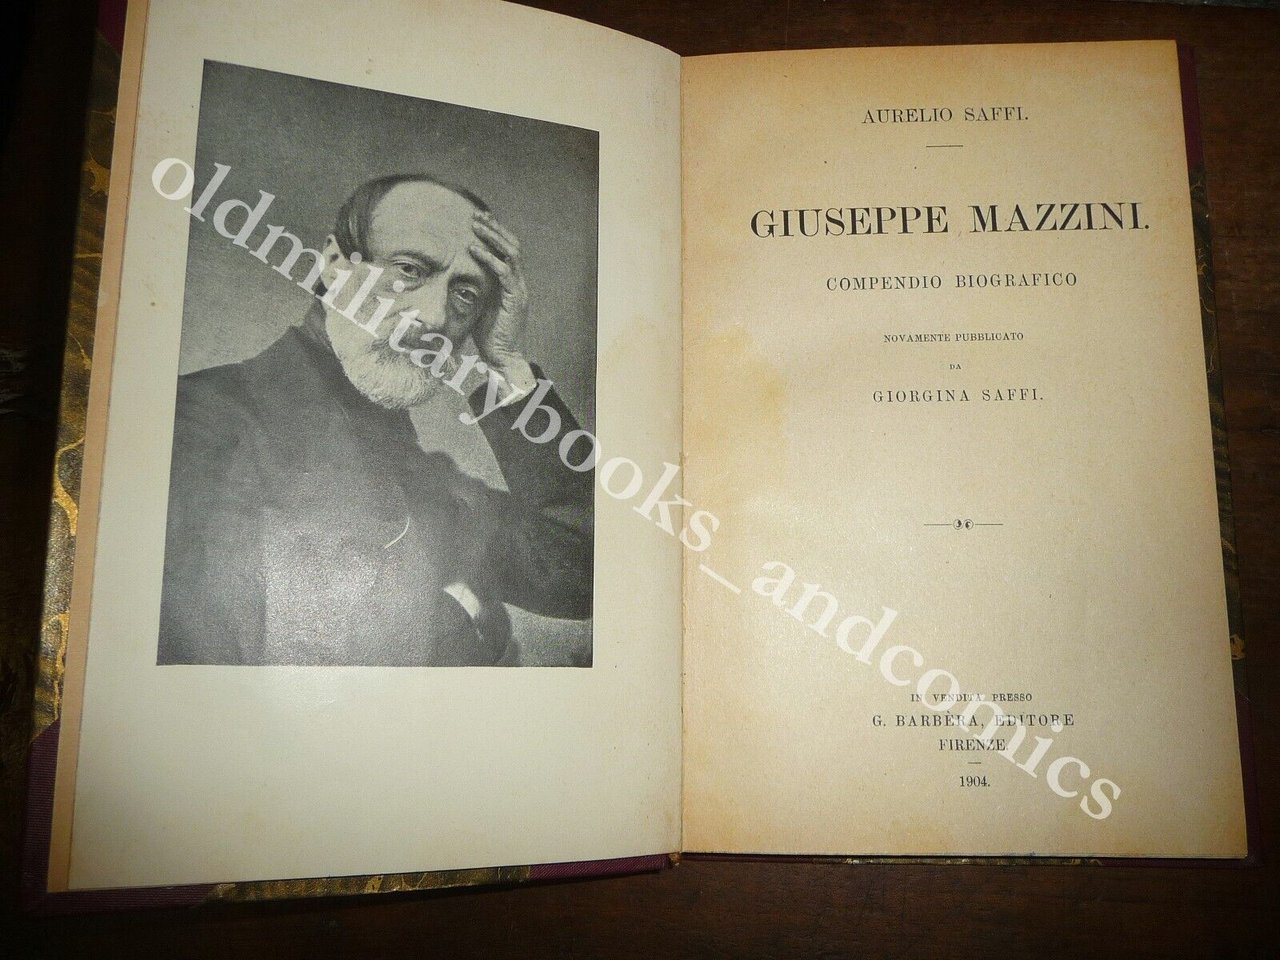 AURELIO SAFFI.
GIUSEPPE MAZZINI.
COMPENDIO BIOGRAFICO
NOVAMENTE PUBBLICATO
DA
GIORGINA SAFFI.
IN VENDITA PRESSO
G. BARBÈRA, EDITORE
FIRENZE.
1904.
oldmilitarybooks_andcomics